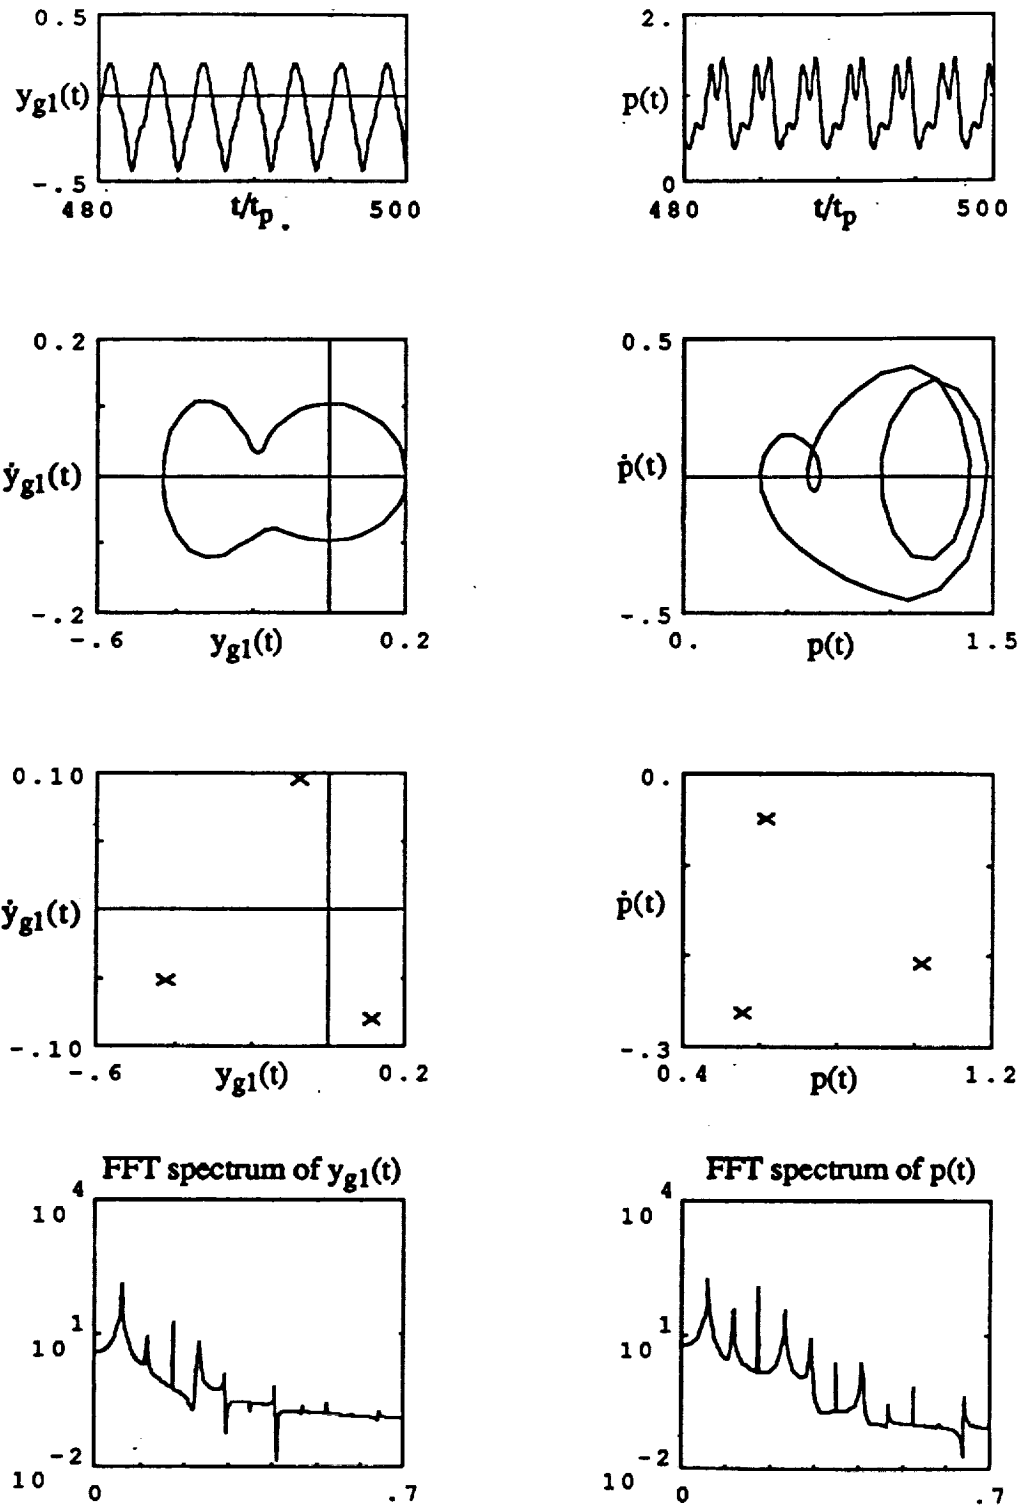 0.5
y_g1(t)
-.5
480
t/t_p
500
2.
p(t)
0
480
t/t_p
500
0.2
ẏ_g1(t)
-.2
-.6
y_g1(t)
0.2
0.5
ṗ(t)
-.5
0.
p(t)
1.5
0.10
ẏ_g1(t)
-.10
-.6
y_g1(t)
0.2
0.
ṗ(t)
-.3
0.4
p(t)
1.2
FFT spectrum of y_g1(t)
10^4
10^1
10^-2
0
.7
FFT spectrum of p(t)
10^4
10^1
10^-2
0
.7